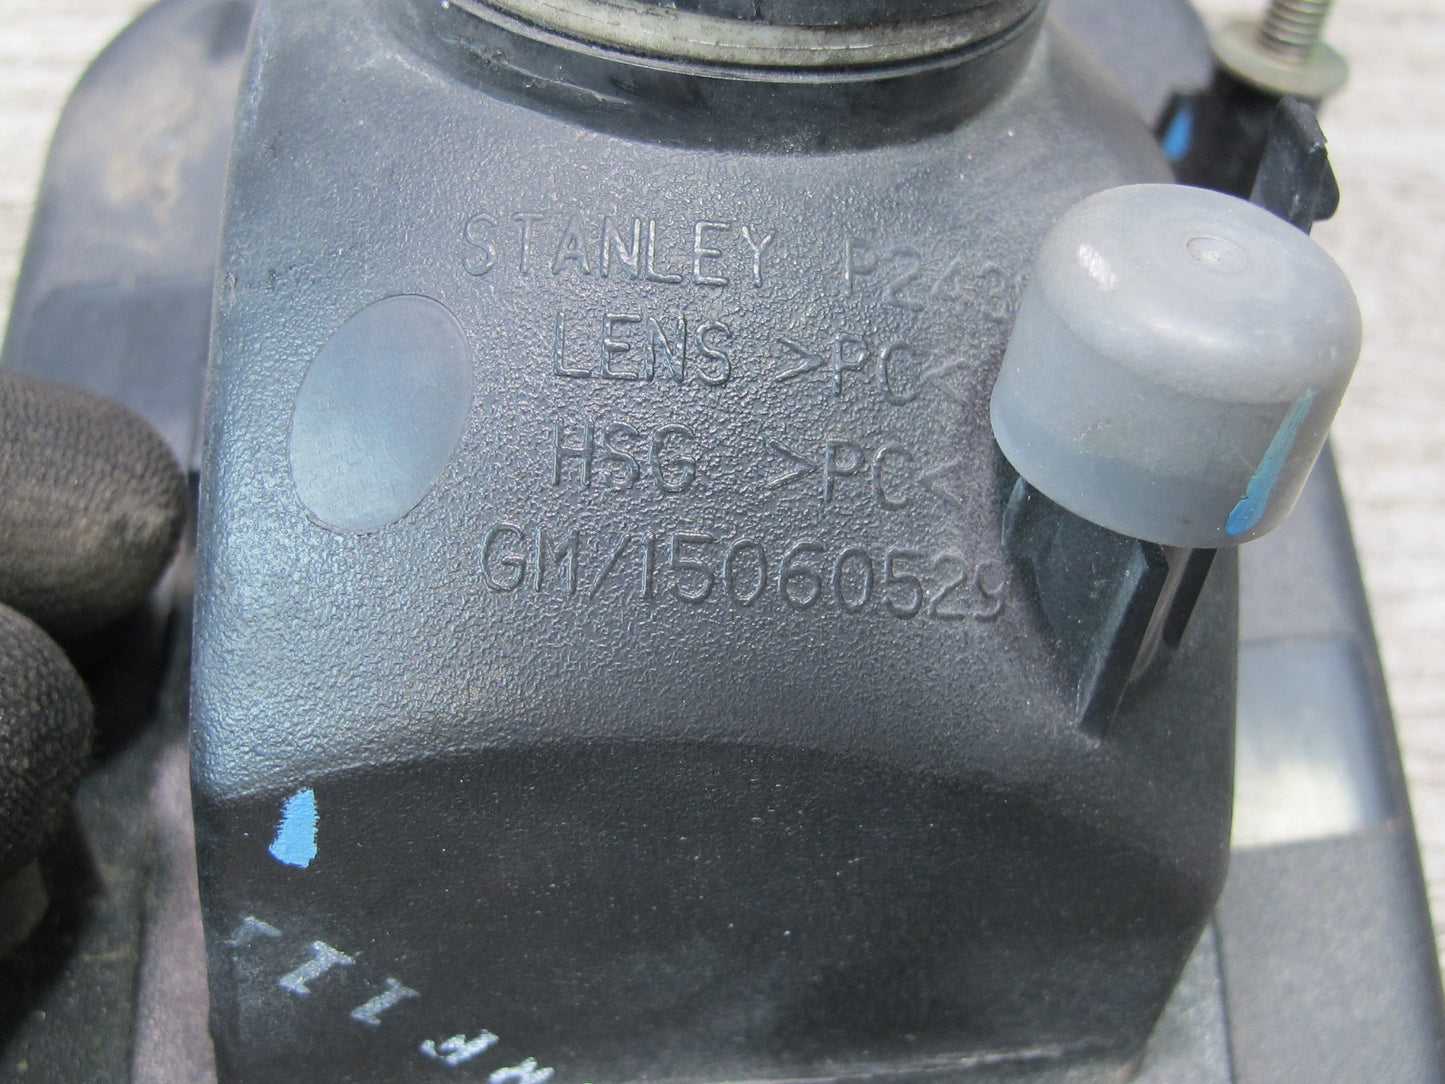 STANLEY
LENS >PC<
HSG >PC<
GM/15060529